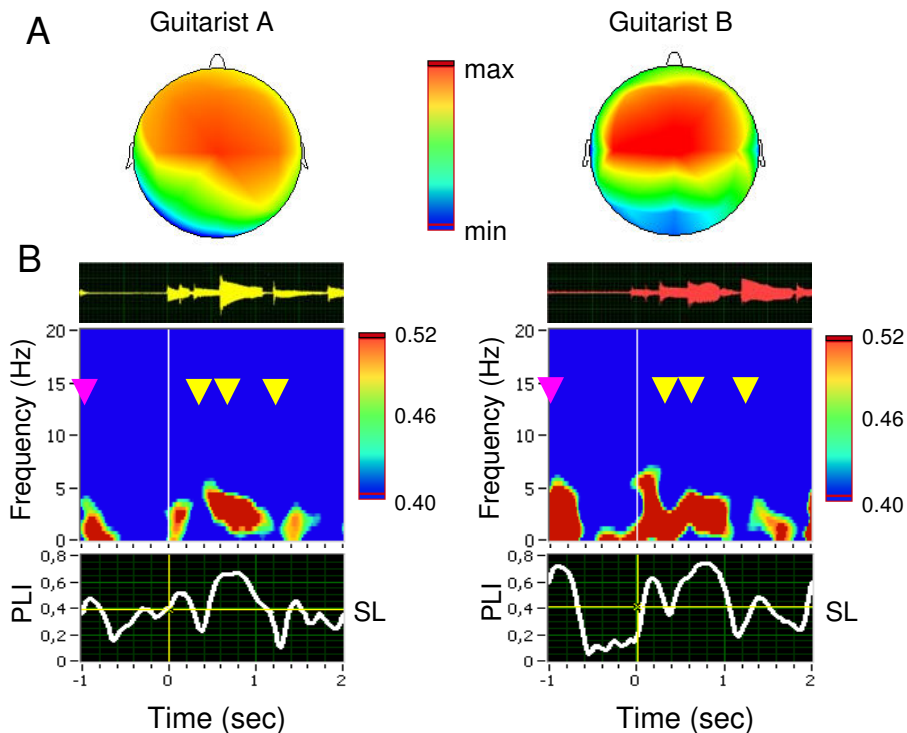 A
Guitarist A
Guitarist B
max
min
B
20
15
10
5
0
Frequency (Hz)
0.52
0.46
0.40
20
15
10
5
0
Frequency (Hz)
0.52
0.46
0.40
0,8
0,6
0,4
0,2
0
PLI
SL
-1
0
1
2
Time (sec)
0,8
0,6
0,4
0,2
0
PLI
SL
-1
0
1
2
Time (sec)